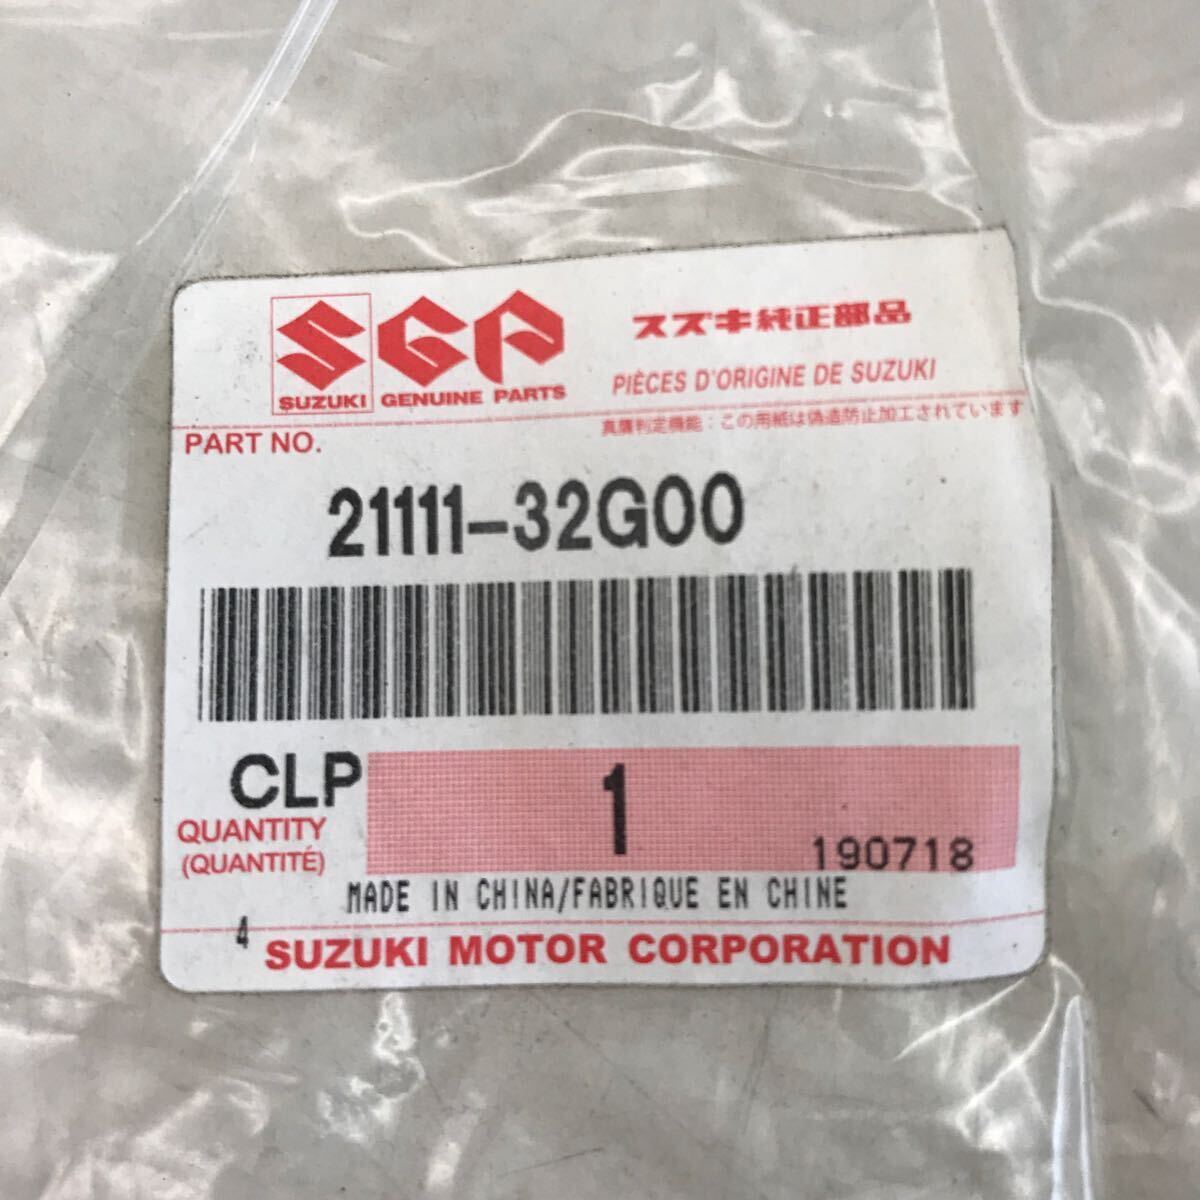 SGP
スズキ純正部品
SUZUKI GENUINE PARTS
PIÈCES D'ORIGINE DE SUZUKI
真贋判定機能：この用紙は偽造防止加工されています
PART NO.
21111-32G00
CLP 1
QUANTITY
(QUANTITÉ)
190718
MADE IN CHINA/FABRIQUE EN CHINE
4 SUZUKI MOTOR CORPORATION